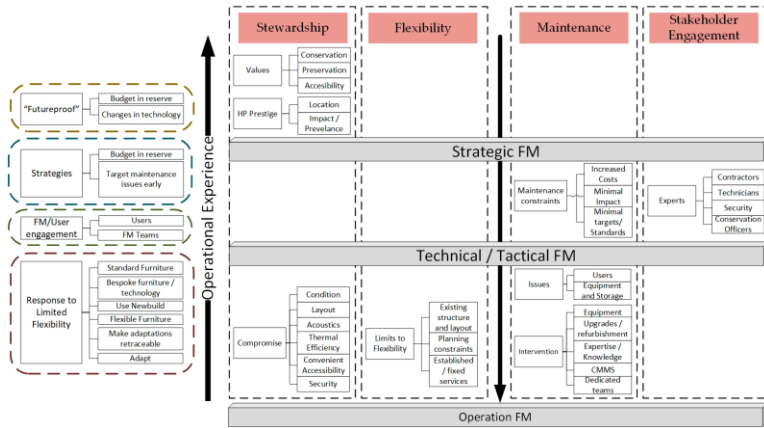 Stewardship
Flexibility
Maintenance
Stakeholder
Engagement
Values
Conservation
Preservation
Accesibility
HP Prestige
Location
Impact /
Prevelance
"Futureproof"
Budget in reserve
Changes in technology
Strategic FM
Strategies
Budget in reserve
Target maintenance
issues early
Maintenance
constraints
Increased
Costs
Minimal
Impact
Minimal
targets/
Standards
Experts
Contractors
Technicians
Security
Conservation
Officers
FM/User
engagement
Users
FM Teams
Operational Experience
Technical / Tactical FM
Response to
Limited
Flexibility
Standard Furniture
Bespoke furniture /
technology
Use Newbuild
Flexible Furniture
Make adaptations
retraceable
Adapt
Compromise
Condition
Layout
Acoustics
Thermal
Efficiency
Convenient
Accessibility
Security
Limits to
Flexibility
Existing
structure
and layout
Planning
constraints
Established
/ fixed
services
Issues
Users
Equipment
and Storage
Intervention
Equipment
Upgrades /
refurbishment
Expertise /
Knowledge
CMMS
Dedicated
teams
Operation FM